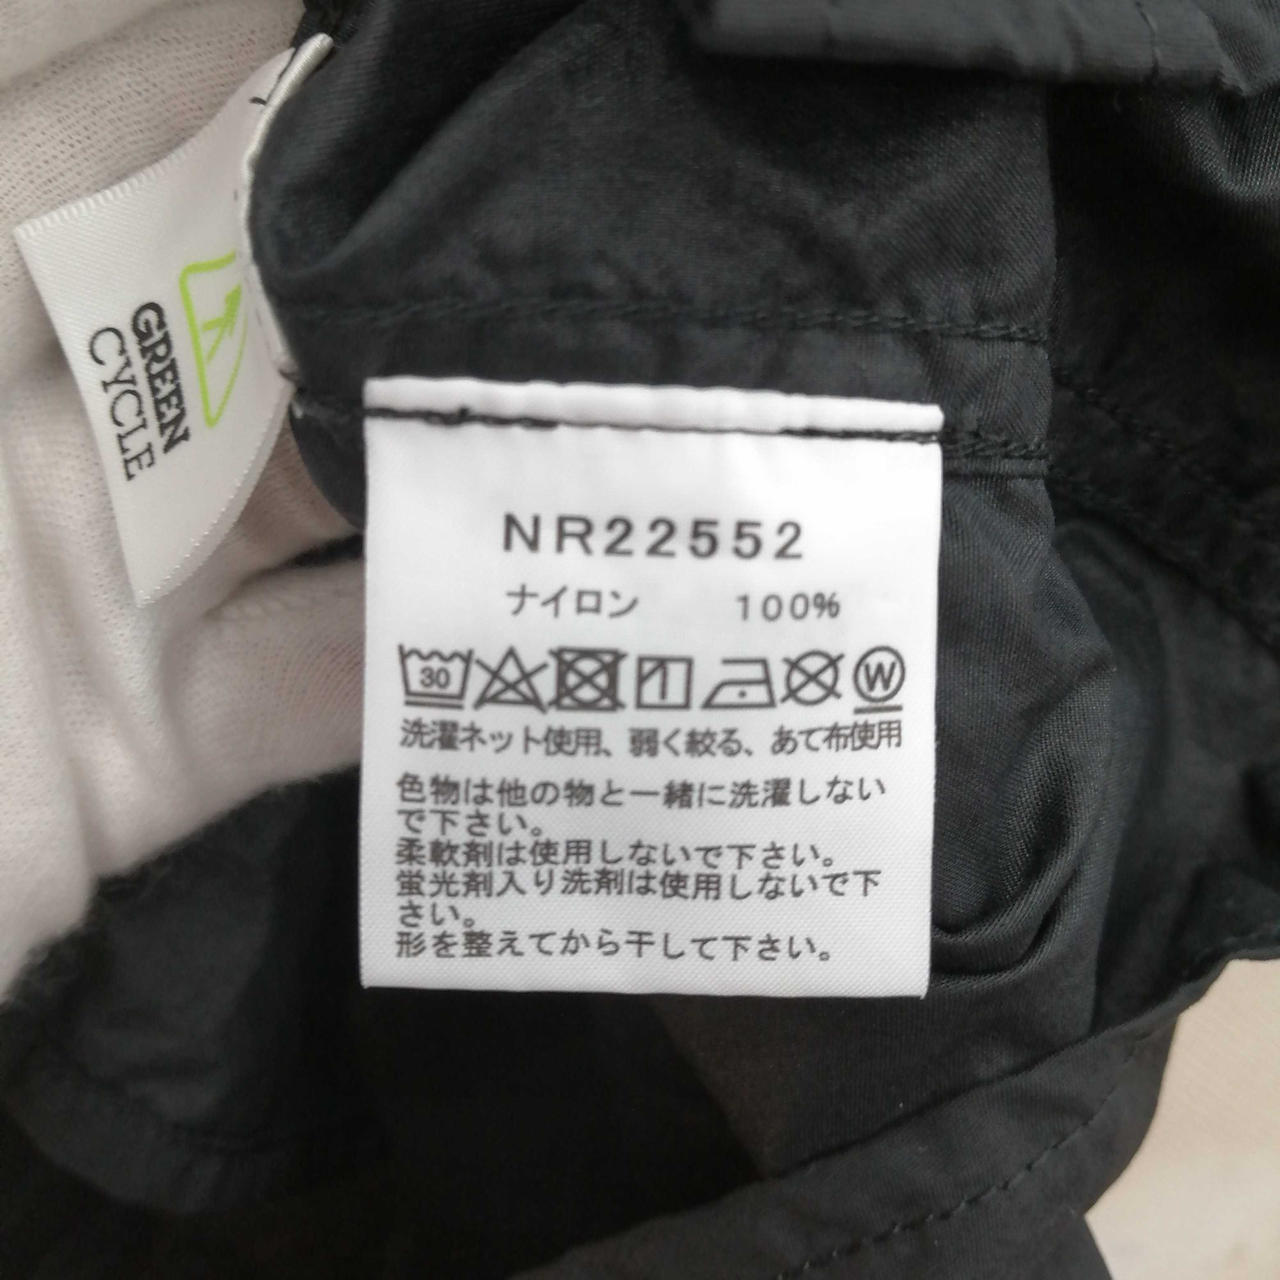 GREEN
CYCLE
NR22552
ナイロン 100%
30 W
洗濯ネット使用、弱く絞る、あて布使用
色物は他の物と一緒に洗濯しない
で下さい。
柔軟剤は使用しないで下さい。
蛍光剤入り洗剤は使用しないで下
さい。
形を整えてから干して下さい。